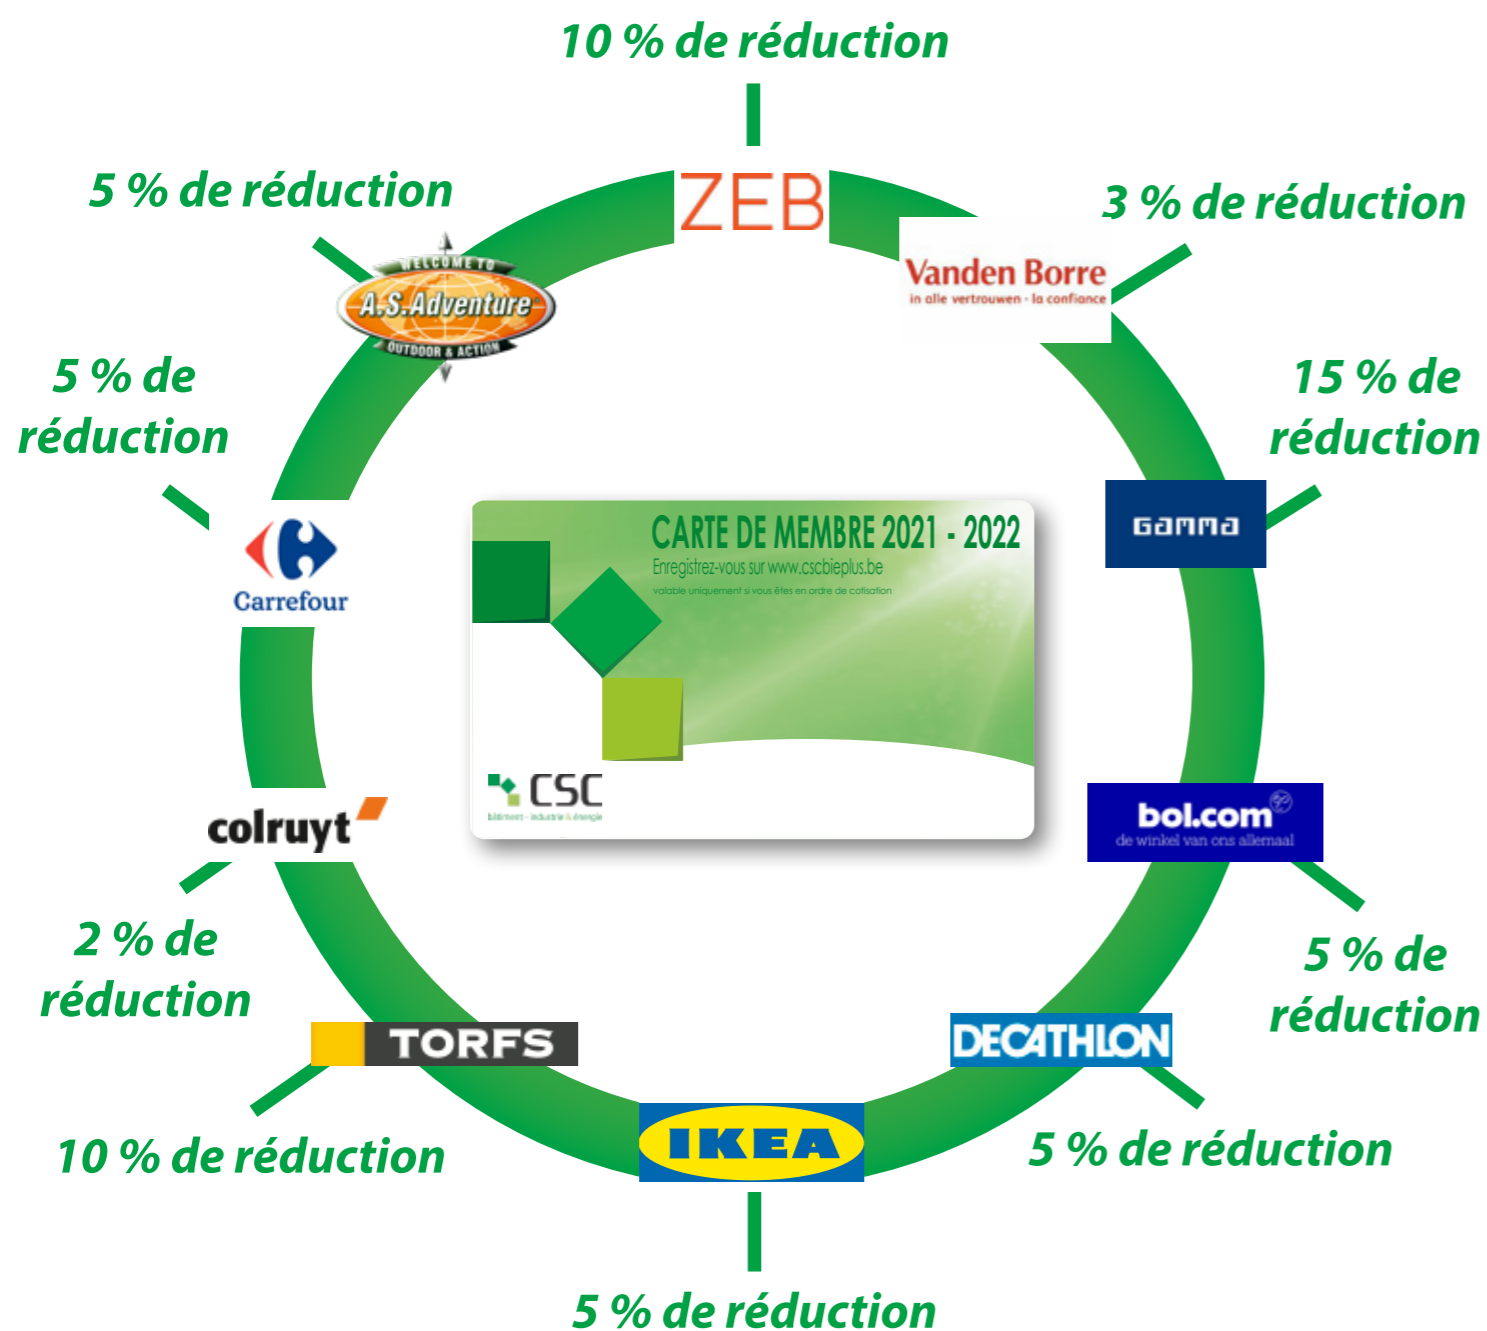 10 % de réduction
ZEB
5 % de réduction
WELCOME TO
A.S.Adventure
OUTDOOR & ACTION
3 % de réduction
Vanden Borre
in alle vertrouwen - la confiance
5 % de
réduction
Carrefour
15 % de
réduction
GAMMA
CARTE DE MEMBRE 2021 - 2022
Enregistrez-vous sur www.cscbieplus.be
valable uniquement si vous êtes en ordre de cotisation
CSC
bâtiment - industrie & énergie
colruyt
2 % de
réduction
bol.com
de winkel van ons allemaal
5 % de
réduction
TORFS
10 % de réduction
DECATHLON
5 % de réduction
IKEA
5 % de réduction